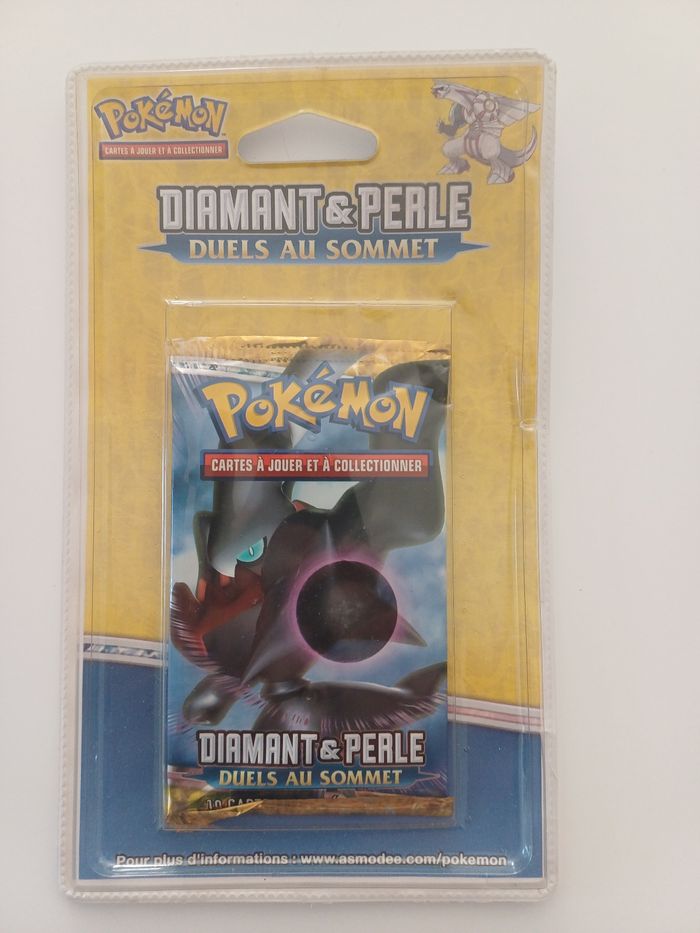 POKÉMON
CARTES À JOUER ET À COLLECTIONNER
DIAMANT & PERLE
DUELS AU SOMMET
POKÉMON
CARTES À JOUER ET À COLLECTIONNER
DIAMANT & PERLE
DUELS AU SOMMET
10
Pour plus d'informations : www.asmodee.com/pokemon